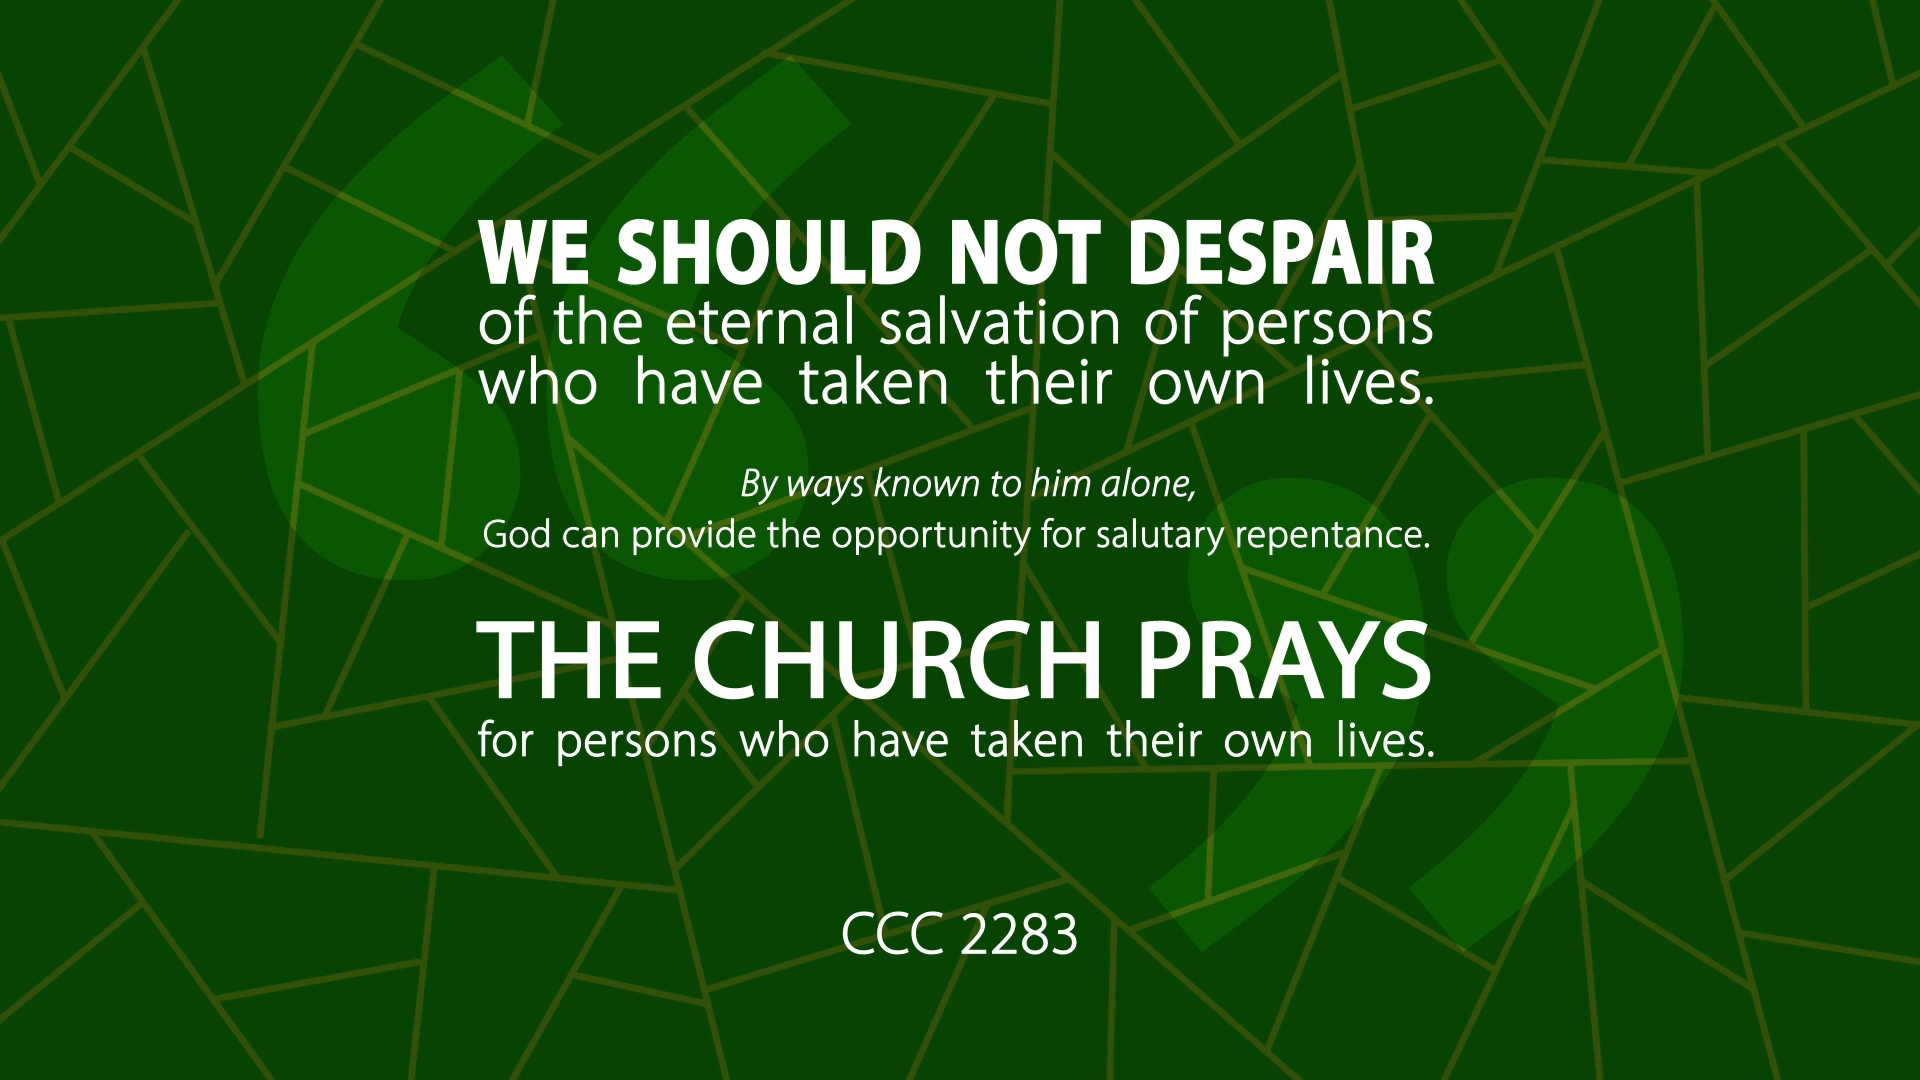 WE SHOULD NOT DESPAIR
of the eternal salvation of persons
who have taken their own lives.
By ways known to him alone,
God can provide the opportunity for salutary repentance.
THE CHURCH PRAYS
for persons who have taken their own lives.
CCC 2283